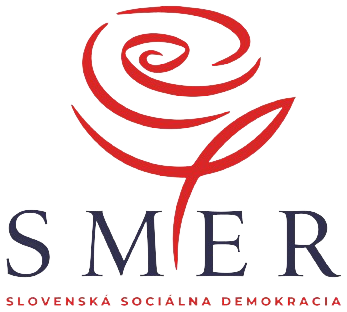 SMER
SLOVENSKÁ SOCIÁLNA DEMOKRACIA